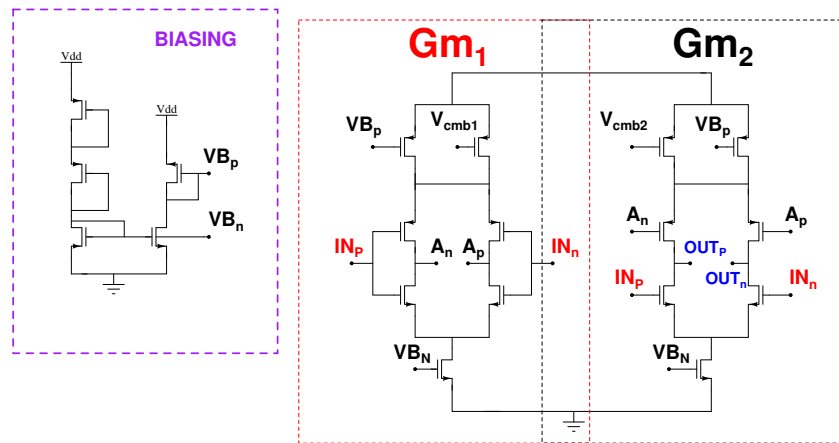 BIASING
Vdd
Vdd
VBp
VBn
Gm1
Gm2
VBp
Vcmb1
Vcmb2
VBp
INP
An
Ap
INn
An
Ap
OUTP
INP
OUTn
INn
VBN
VBN